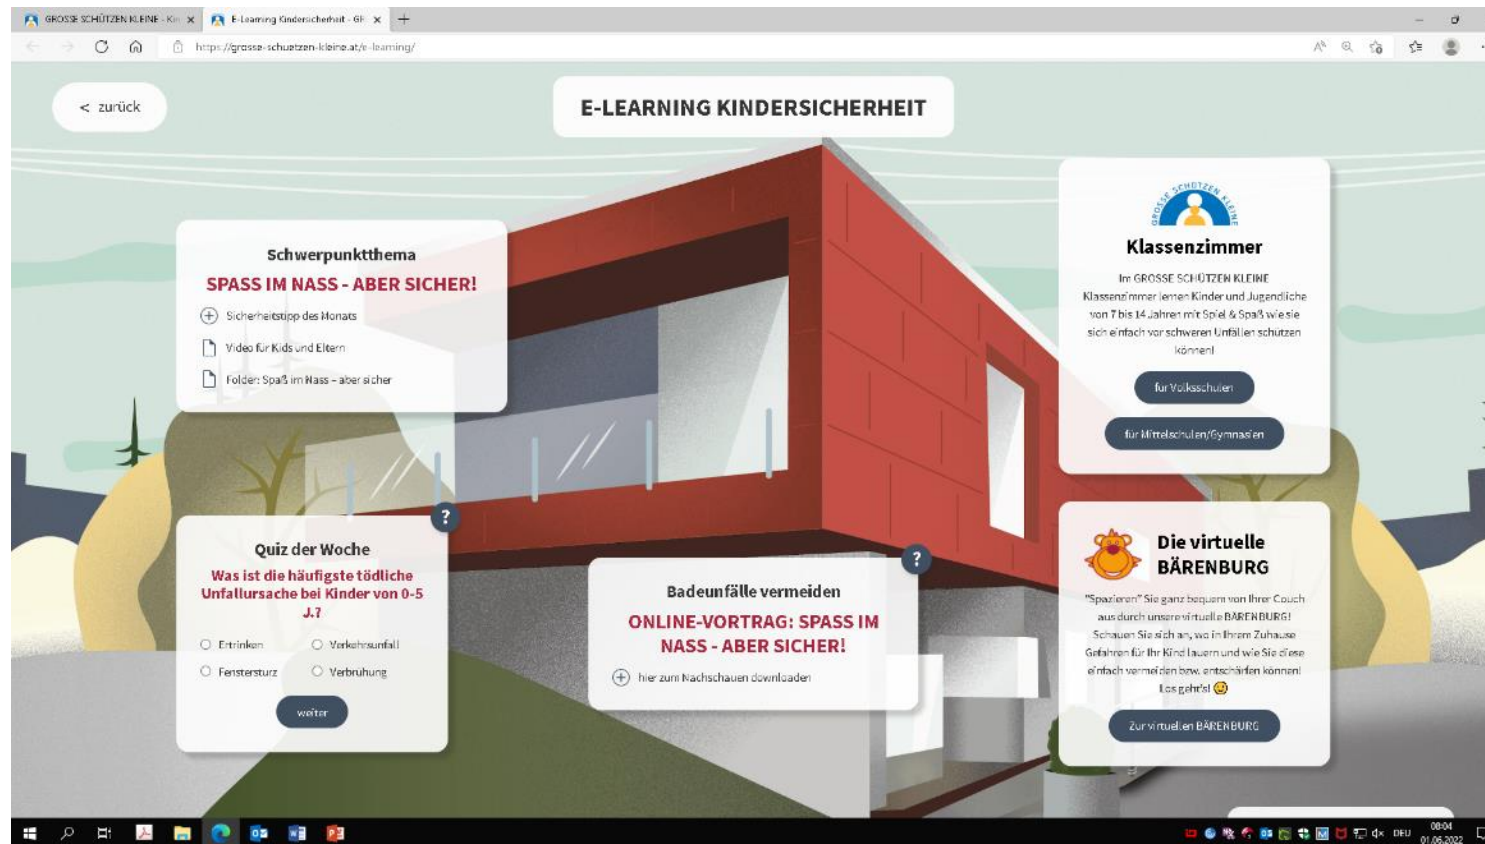 GROSSE SCHÜTZEN KLEINE - Kin
E-Learning Kindersicherheit - GR
https://grosse-schuetzen-kleine.at/e-learning/
< zurück
E-LEARNING KINDERSICHERHEIT
Schwerpunktthema
SPASS IM NASS - ABER SICHER!
Sicherheitstipp des Monats
Video für Kids und Eltern
Folder: Spaß im Nass – aber sicher
GROSSE SCHÜTZEN KLEINE
Klassenzimmer
Im GROSSE SCHÜTZEN KLEINE
Klassenzimmer lernen Kinder und Jugendliche
von 7 bis 14 Jahren mit Spiel & Spaß wie sie
sich einfach vor schweren Unfällen schützen
können!
für Volksschulen
für Mittelschulen/Gymnasien
?
Quiz der Woche
Was ist die häufigste tödliche
Unfallursache bei Kinder von 0-5
J.?
Ertrinken
Verkehrsunfall
Fenstersturz
Verbrühung
weiter
?
Badeunfälle vermeiden
ONLINE-VORTRAG: SPASS IM
NASS - ABER SICHER!
hier zum Nachschauen downloaden
Die virtuelle
BÄRENBURG
"Spazieren" Sie ganz bequem von Ihrer Couch
aus durch unsere virtuelle BÄRENBURG!
Schauen Sie sich an, wo in Ihrem Zuhause
Gefahren für Ihr Kind lauern und wie Sie diese
einfach vermeiden bzw. entschärfen können!
Los geht's!
Zur virtuellen BÄRENBURG
DEU
08:04
01.06.2022